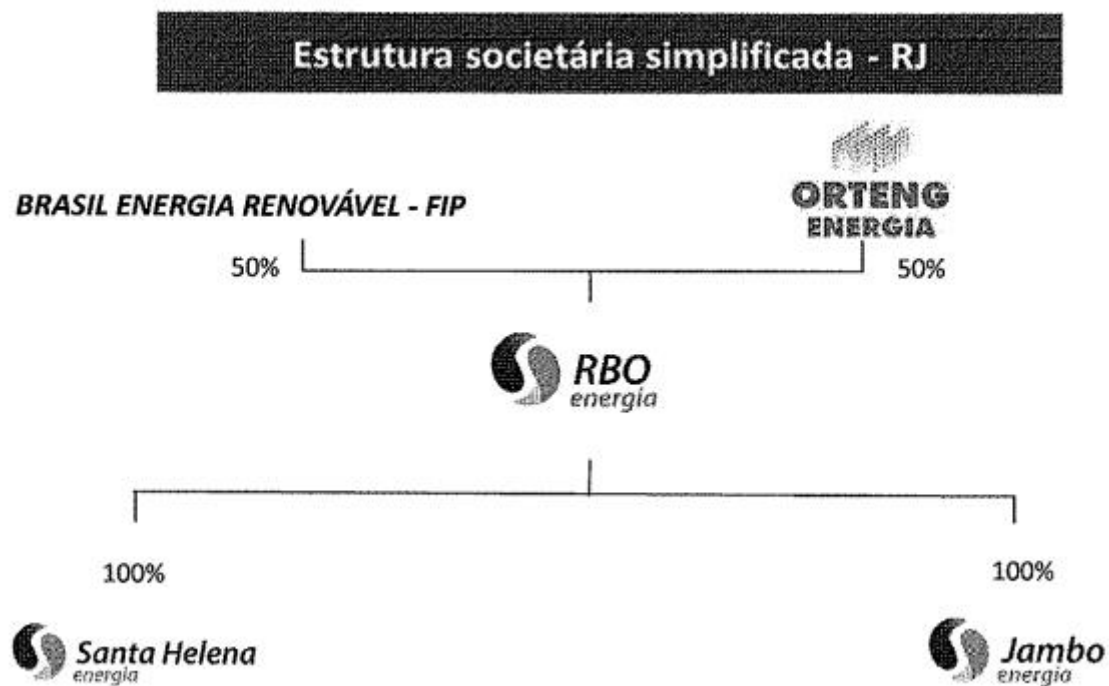 Estrutura societária simplificada - RJ
BRASIL ENERGIA RENOVÁVEL - FIP
ORTENG
ENERGIA
50%
50%
RBO
energia
100%
100%
Santa Helena
energia
Jambo
energia